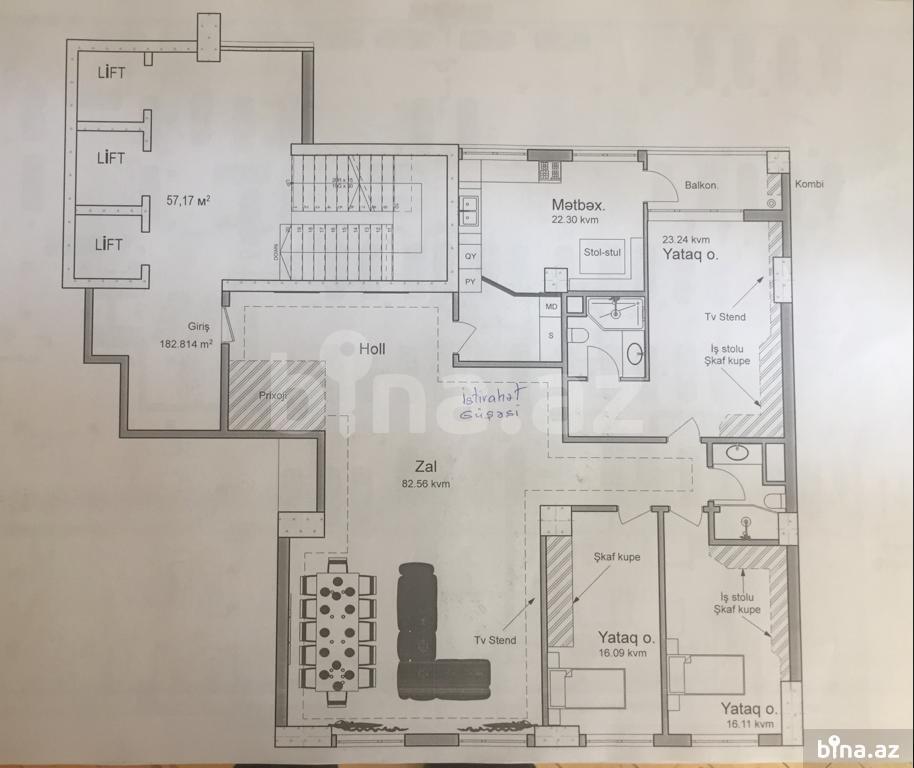 LİFT
LİFT
LİFT
57,17 м²
DOWN
Mətbəx.
22.30 kvm
Stol-stul
QY
PY
MD
S
Balkon.
Kombi
23.24 kvm
Yataq o.
Tv Stend
İş stolu
Şkaf kupe
Giriş
182.814 m²
Holl
Prixoji
İstirahət
Güşəsi
bina.az
Zal
82.56 kvm
Şkaf kupe
Tv Stend
Yataq o.
16.09 kvm
İş stolu
Şkaf kupe
Yataq o.
16.11 kvm
bina.az